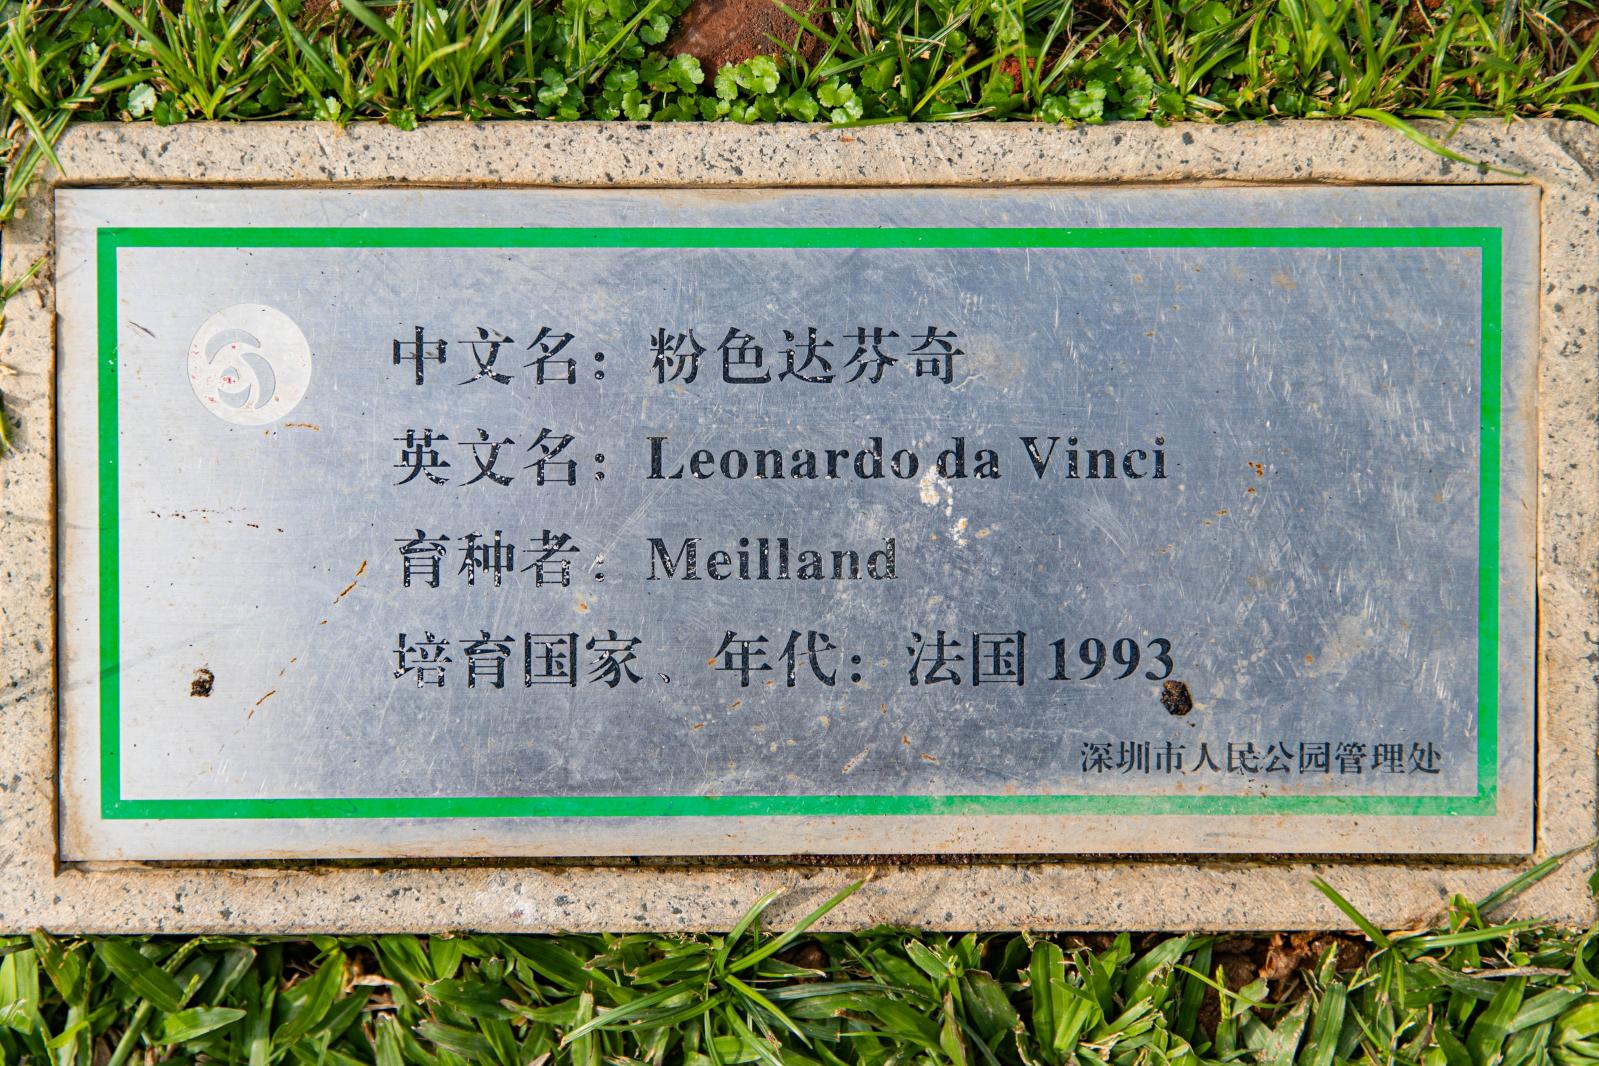 中文名：粉色达芬奇
英文名：Leonardo da Vinci
育种者：Meilland
培育国家、年代：法国 1993
深圳市人民公园管理处